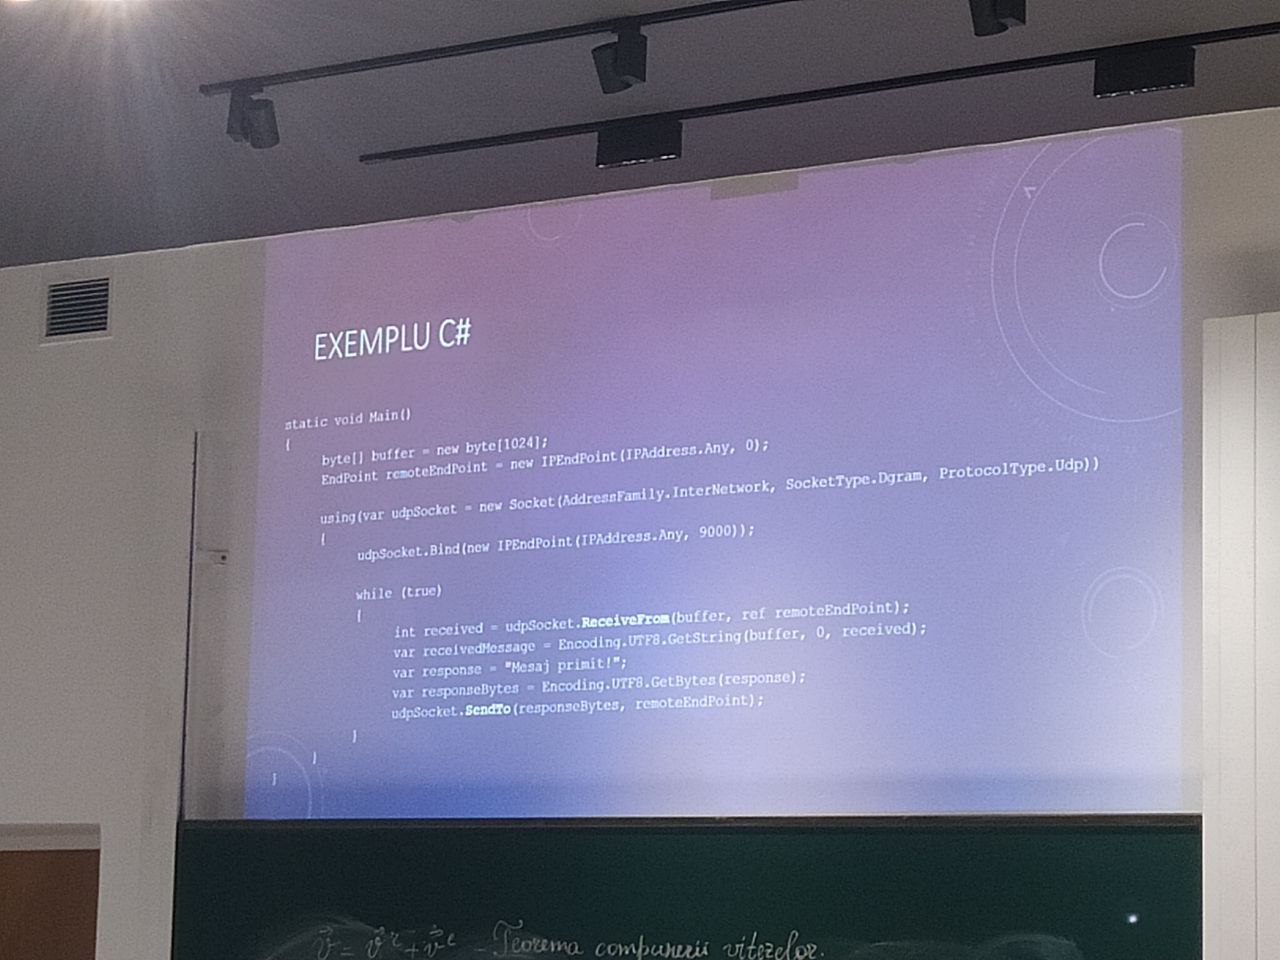 EXEMPLU C#
static void Main()
{
byte[] buffer = new byte[1024];
EndPoint remoteEndPoint = new IPEndPoint(IPAddress.Any, 0);
using(var udpSocket = new Socket(AddressFamily.InterNetwork, SocketType.Dgram, ProtocolType.Udp))
{
udpSocket.Bind(new IPEndPoint(IPAddress.Any, 9000));
while (true)
{
int received = udpSocket.ReceiveFrom(buffer, ref remoteEndPoint);
var receivedMessage = Encoding.UTF8.GetString(buffer, 0, received);
var response = "Mesaj primit!";
var responseBytes = Encoding.UTF8.GetBytes(response);
udpSocket.SendTo(responseBytes, remoteEndPoint);
}
}
}
v⃗ = v⃗ʳ + v⃗ᵉ - Teorema compunerii vitezelor.